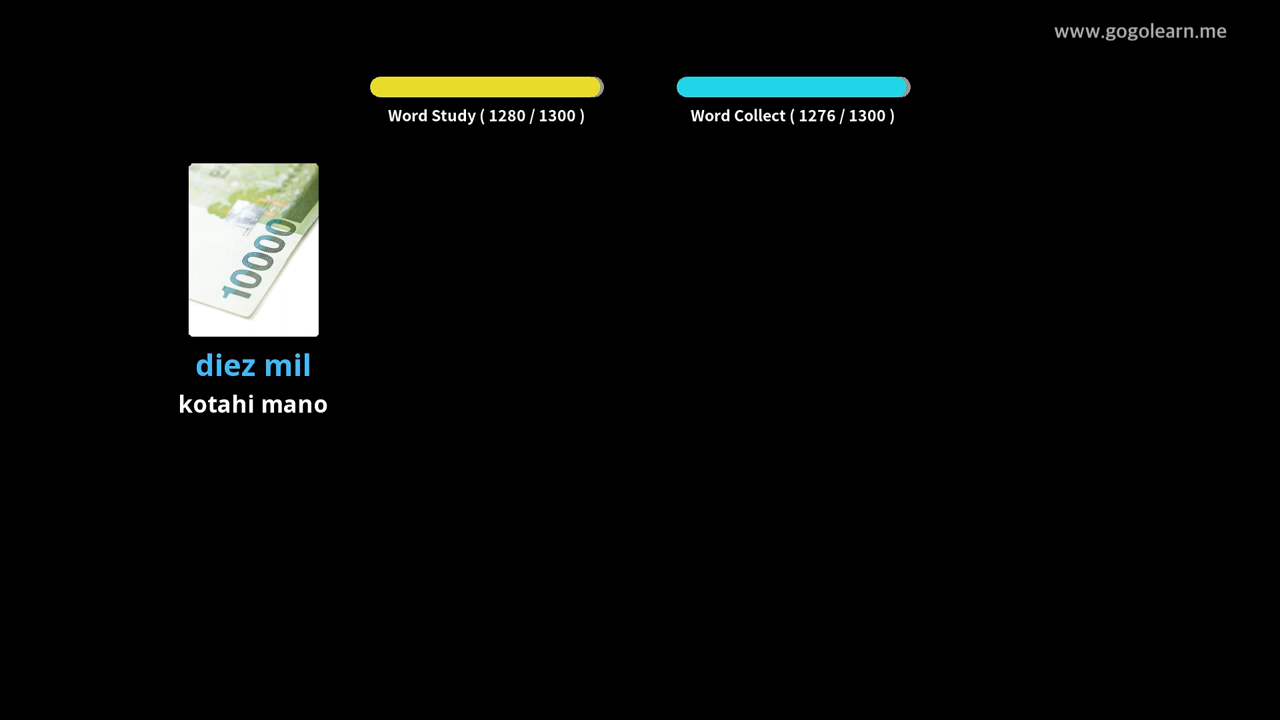 www.gogolearn.me
Word Study ( 1280 / 1300 )
Word Collect ( 1276 / 1300 )
10000
diez mil
kotahi mano